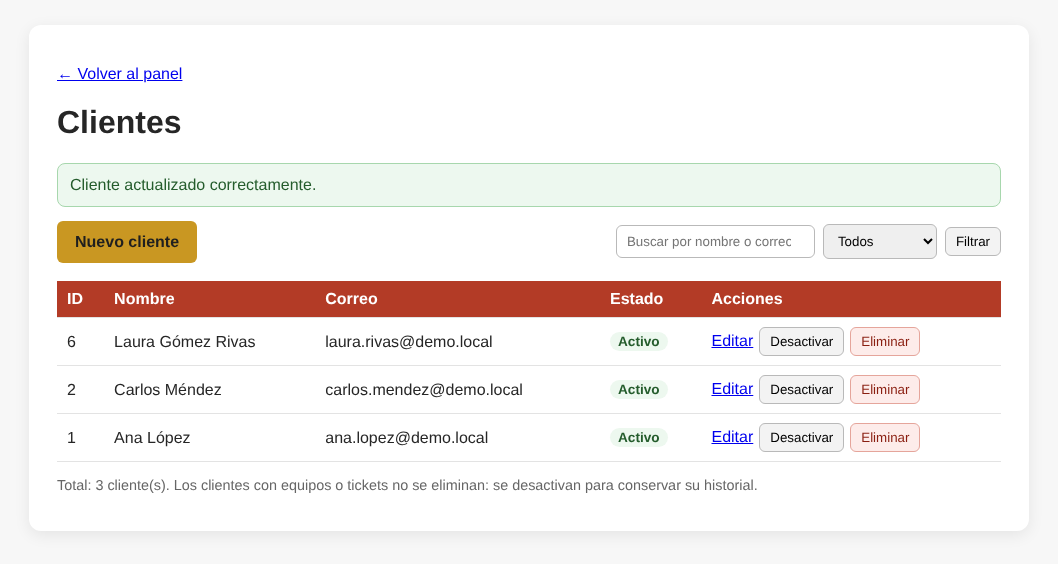 ← Volver al panel
Clientes
Cliente actualizado correctamente.
Nuevo cliente Buscar por nombre o correc Todos Filtrar
ID Nombre Correo Estado Acciones
6 Laura Gómez Rivas laura.rivas@demo.local Activo Editar Desactivar Eliminar
2 Carlos Méndez carlos.mendez@demo.local Activo Editar Desactivar Eliminar
1 Ana López ana.lopez@demo.local Activo Editar Desactivar Eliminar
Total: 3 cliente(s). Los clientes con equipos o tickets no se eliminan: se desactivan para conservar su historial.